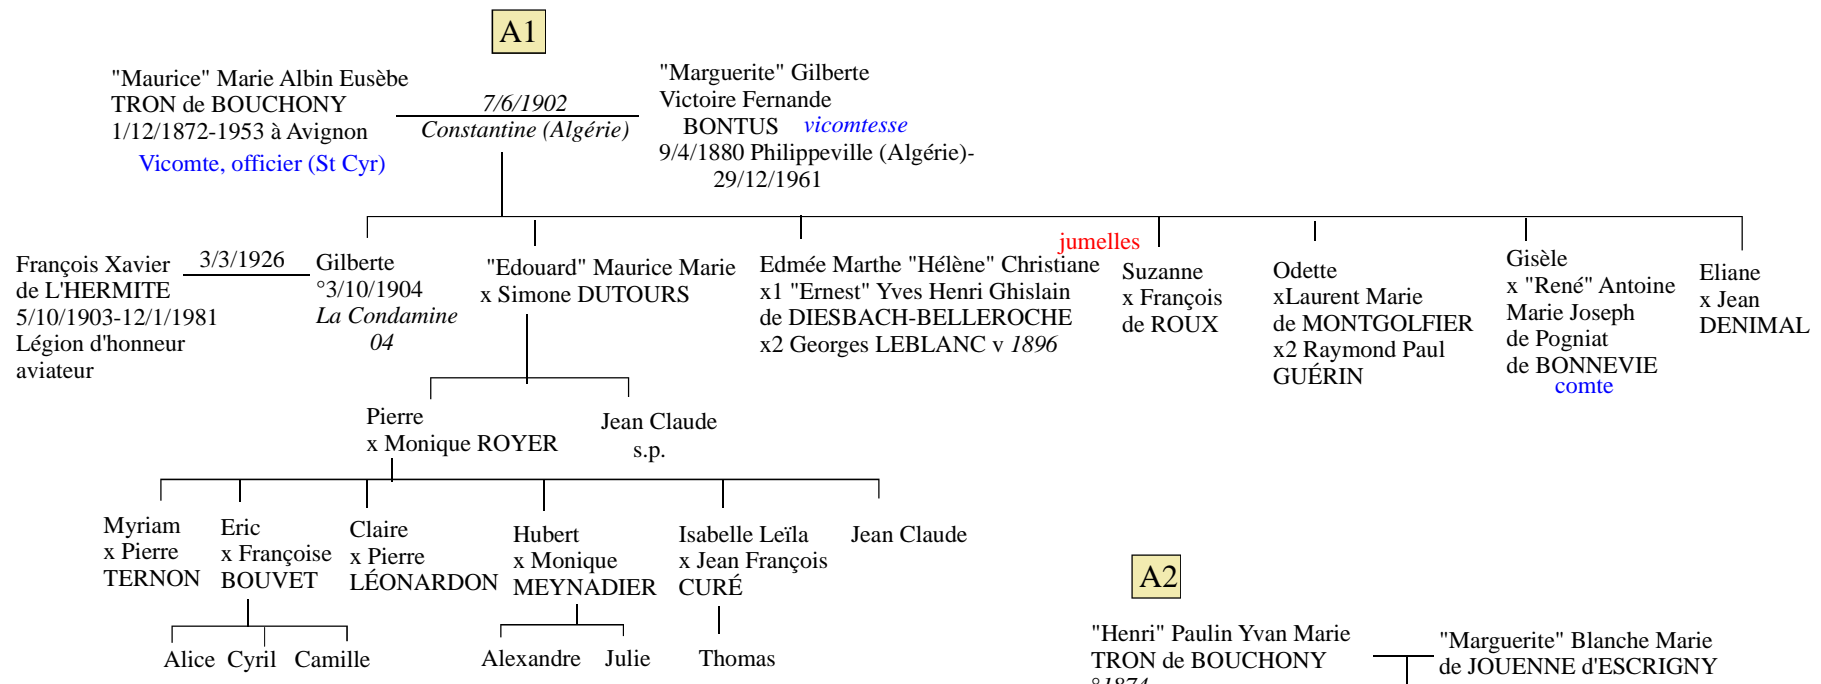 A1
"Maurice" Marie Albin Eusèbe
TRON de BOUCHONY
1/12/1872-1953 à Avignon
Vicomte, officier (St Cyr)
7/6/1902
Constantine (Algérie)
"Marguerite" Gilberte
Victoire Fernande
BONTUS vicomtesse
9/4/1880 Philippeville (Algérie)-
29/12/1961
François Xavier
de L'HERMITE
5/10/1903-12/1/1981
Légion d'honneur
aviateur
3/3/1926
Gilberte
°3/10/1904
La Condamine
04
"Edouard" Maurice Marie
x Simone DUTOURS
Edmée Marthe "Hélène" Christiane
x1 "Ernest" Yves Henri Ghislain
de DIESBACH-BELLEROCHE
x2 Georges LEBLANC v 1896
jumelles
Suzanne
x François
de ROUX
Odette
xLaurent Marie
de MONTGOLFIER
x2 Raymond Paul
GUÉRIN
Gisèle
x "René" Antoine
Marie Joseph
de Pogniat
de BONNEVIE
comte
Eliane
x Jean
DENIMAL
Pierre
x Monique ROYER
Jean Claude
s.p.
Myriam
x Pierre
TERNON
Eric
x Françoise
BOUVET
Claire
x Pierre
LÉONARDON
Hubert
x Monique
MEYNADIER
Isabelle Leïla
x Jean François
CURÉ
Jean Claude
Alice Cyril Camille
Alexandre Julie
Thomas
A2
"Henri" Paulin Yvan Marie
TRON de BOUCHONY
°1874
"Marguerite" Blanche Marie
de JOUENNE d'ESCRIGNY